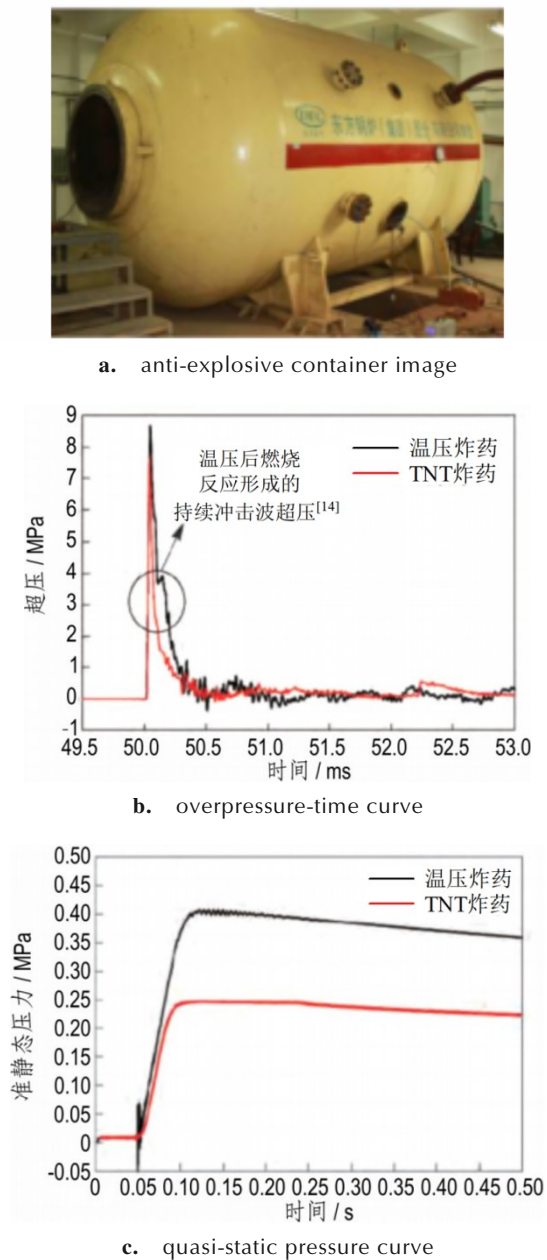 东方锅炉
a. anti-explosive container image
9
8
7
6
5
4
3
2
1
0
-1
超压 / MPa
温压后燃烧
反应形成的
持续冲击波超压[14]
温压炸药
TNT炸药
49.5 50.0 50.5 51.0 51.5 52.0 52.5 53.0
时间 / ms
b. overpressure-time curve
0.50
0.45
0.40
0.35
0.30
0.25
0.20
0.15
0.10
0.05
0
-0.05
准静态压力 / MPa
温压炸药
TNT炸药
0 0.05 0.10 0.15 0.20 0.25 0.30 0.35 0.40 0.45 0.50
时间 / s
c. quasi-static pressure curve